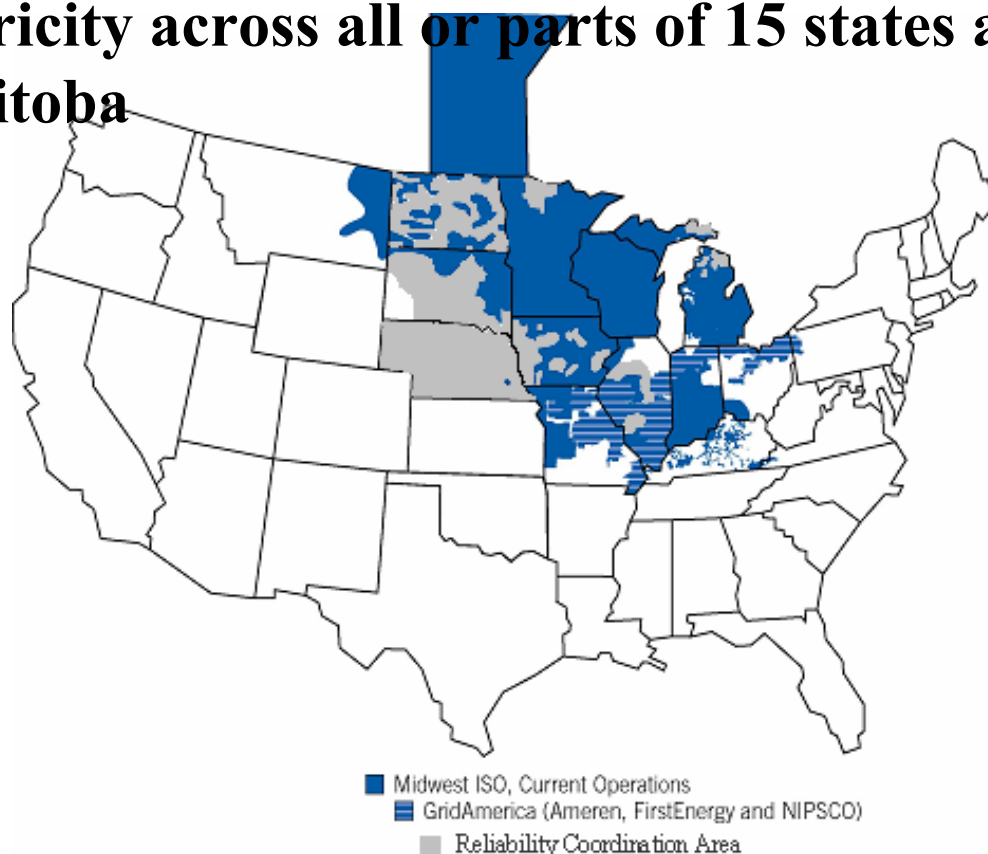 ricity across all or parts of 15 states a
itoba
Midwest ISO, Current Operations
GridAmerica (Ameren, FirstEnergy and NIPSCO)
Reliability Coordination Area